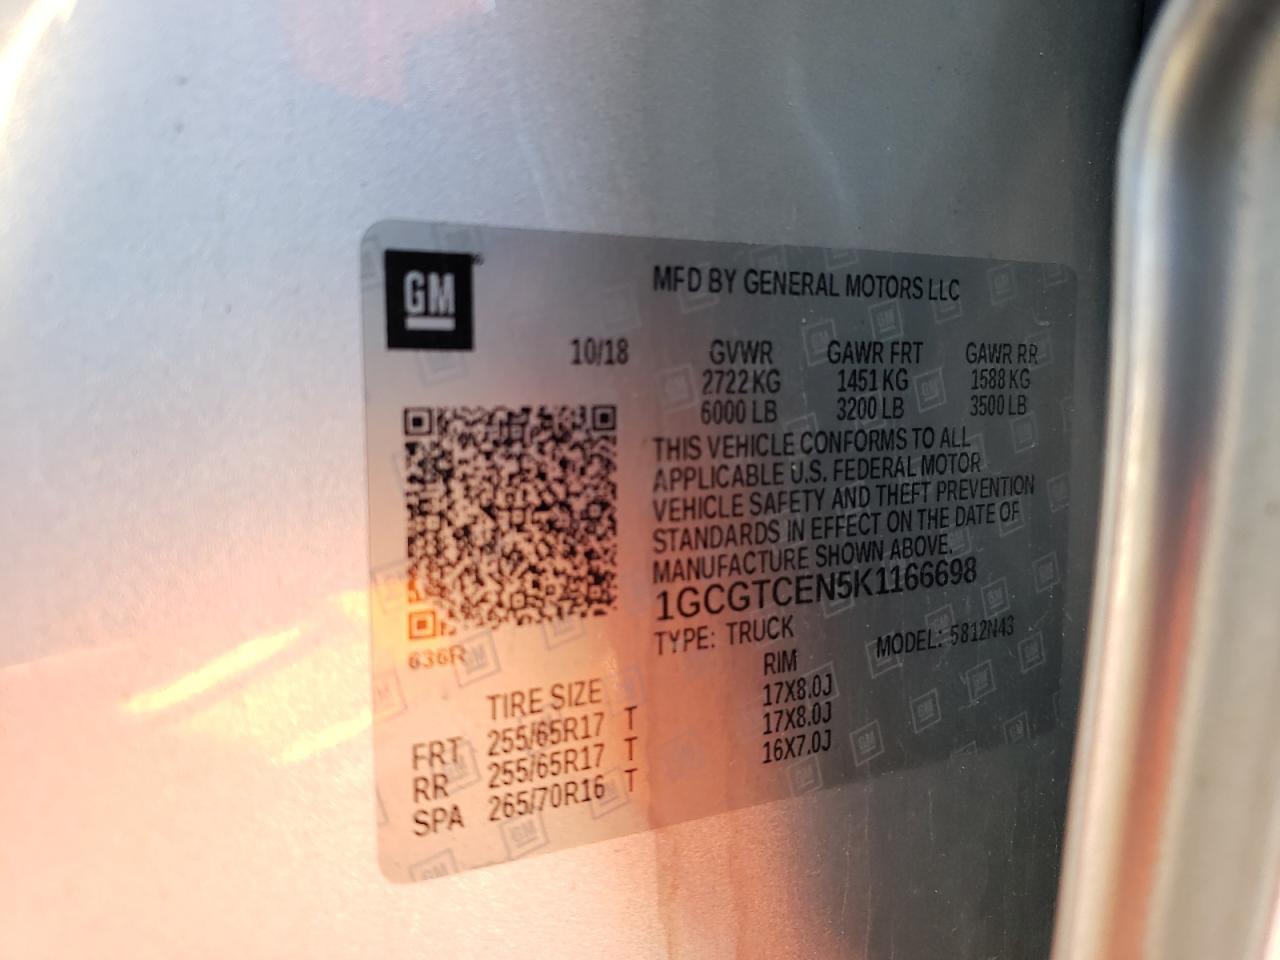 GM
MFD BY GENERAL MOTORS LLC
10/18 GVWR GAWR FRT GAWR RR
2722 KG 1451 KG 1588 KG
6000 LB 3200 LB 3500 LB
THIS VEHICLE CONFORMS TO ALL
APPLICABLE U.S. FEDERAL MOTOR
VEHICLE SAFETY AND THEFT PREVENTION
STANDARDS IN EFFECT ON THE DATE OF
MANUFACTURE SHOWN ABOVE.
1GCGTCEN5K1166698
TYPE: TRUCK MODEL: 5812N43
636R
TIRE SIZE RIM
FRT 255/65R17 T 17X8.0J
RR 255/65R17 T 17X8.0J
SPA 265/70R16 T 16X7.0J